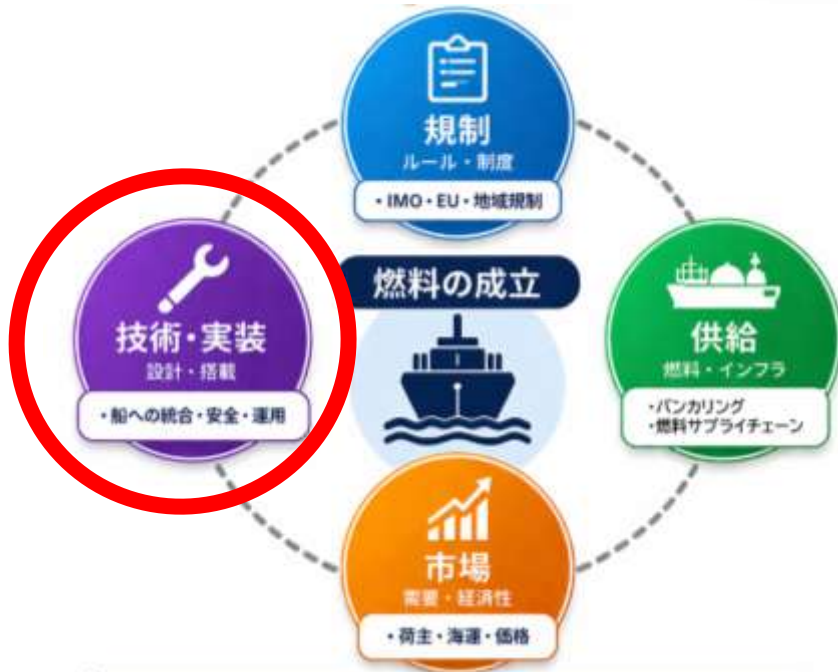 規制
ルール・制度
・IMO・EU・地域規制
燃料の成立
技術・実装
設計・搭載
・船への統合・安全・運用
供給
燃料・インフラ
・バンカリング
・燃料サプライチェーン
市場
需要・経済性
・荷主・海運・価格